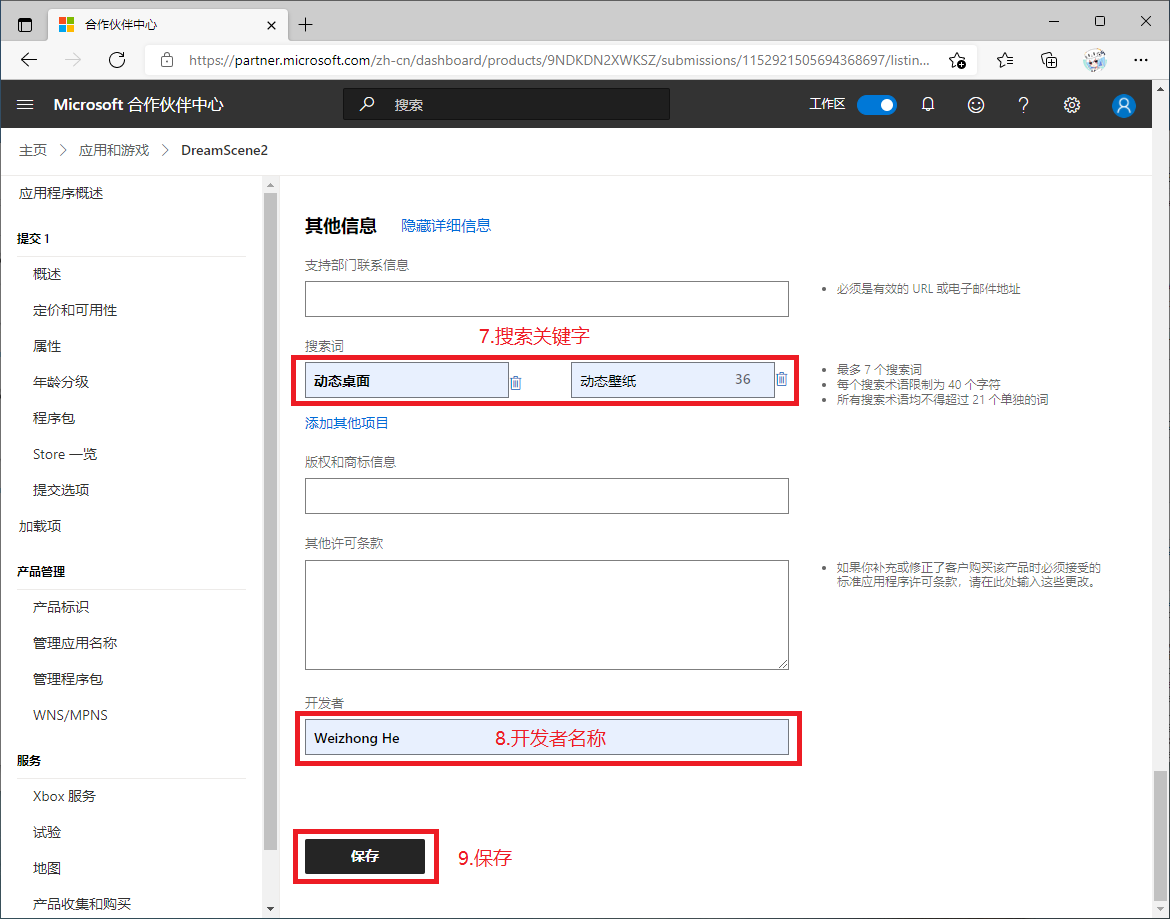 合作伙伴中心
https://partner.microsoft.com/zh-cn/dashboard/products/9NDKDN2XWKSZ/submissions/1152921505694368697/listin...
Microsoft 合作伙伴中心
搜索
工作区
主页
应用和游戏
DreamScene2
应用程序概述
提交 1
概述
定价和可用性
属性
年龄分级
程序包
Store 一览
提交选项
加载项
产品管理
产品标识
管理应用名称
管理程序包
WNS/MPNS
服务
Xbox 服务
试验
地图
产品收集和购买
其他信息
隐藏详细信息
支持部门联系信息
必须是有效的 URL 或电子邮件地址
7.搜索关键字
搜索词
动态桌面
动态壁纸
36
最多 7 个搜索词
每个搜索术语限制为 40 个字符
所有搜索术语均不得超过 21 个单独的词
添加其他项目
版权和商标信息
其他许可条款
如果你补充或修正了客户购买该产品时必须接受的
标准应用程序许可条款，请在此处输入这些更改。
开发者
Weizhong He
8.开发者名称
保存
9.保存